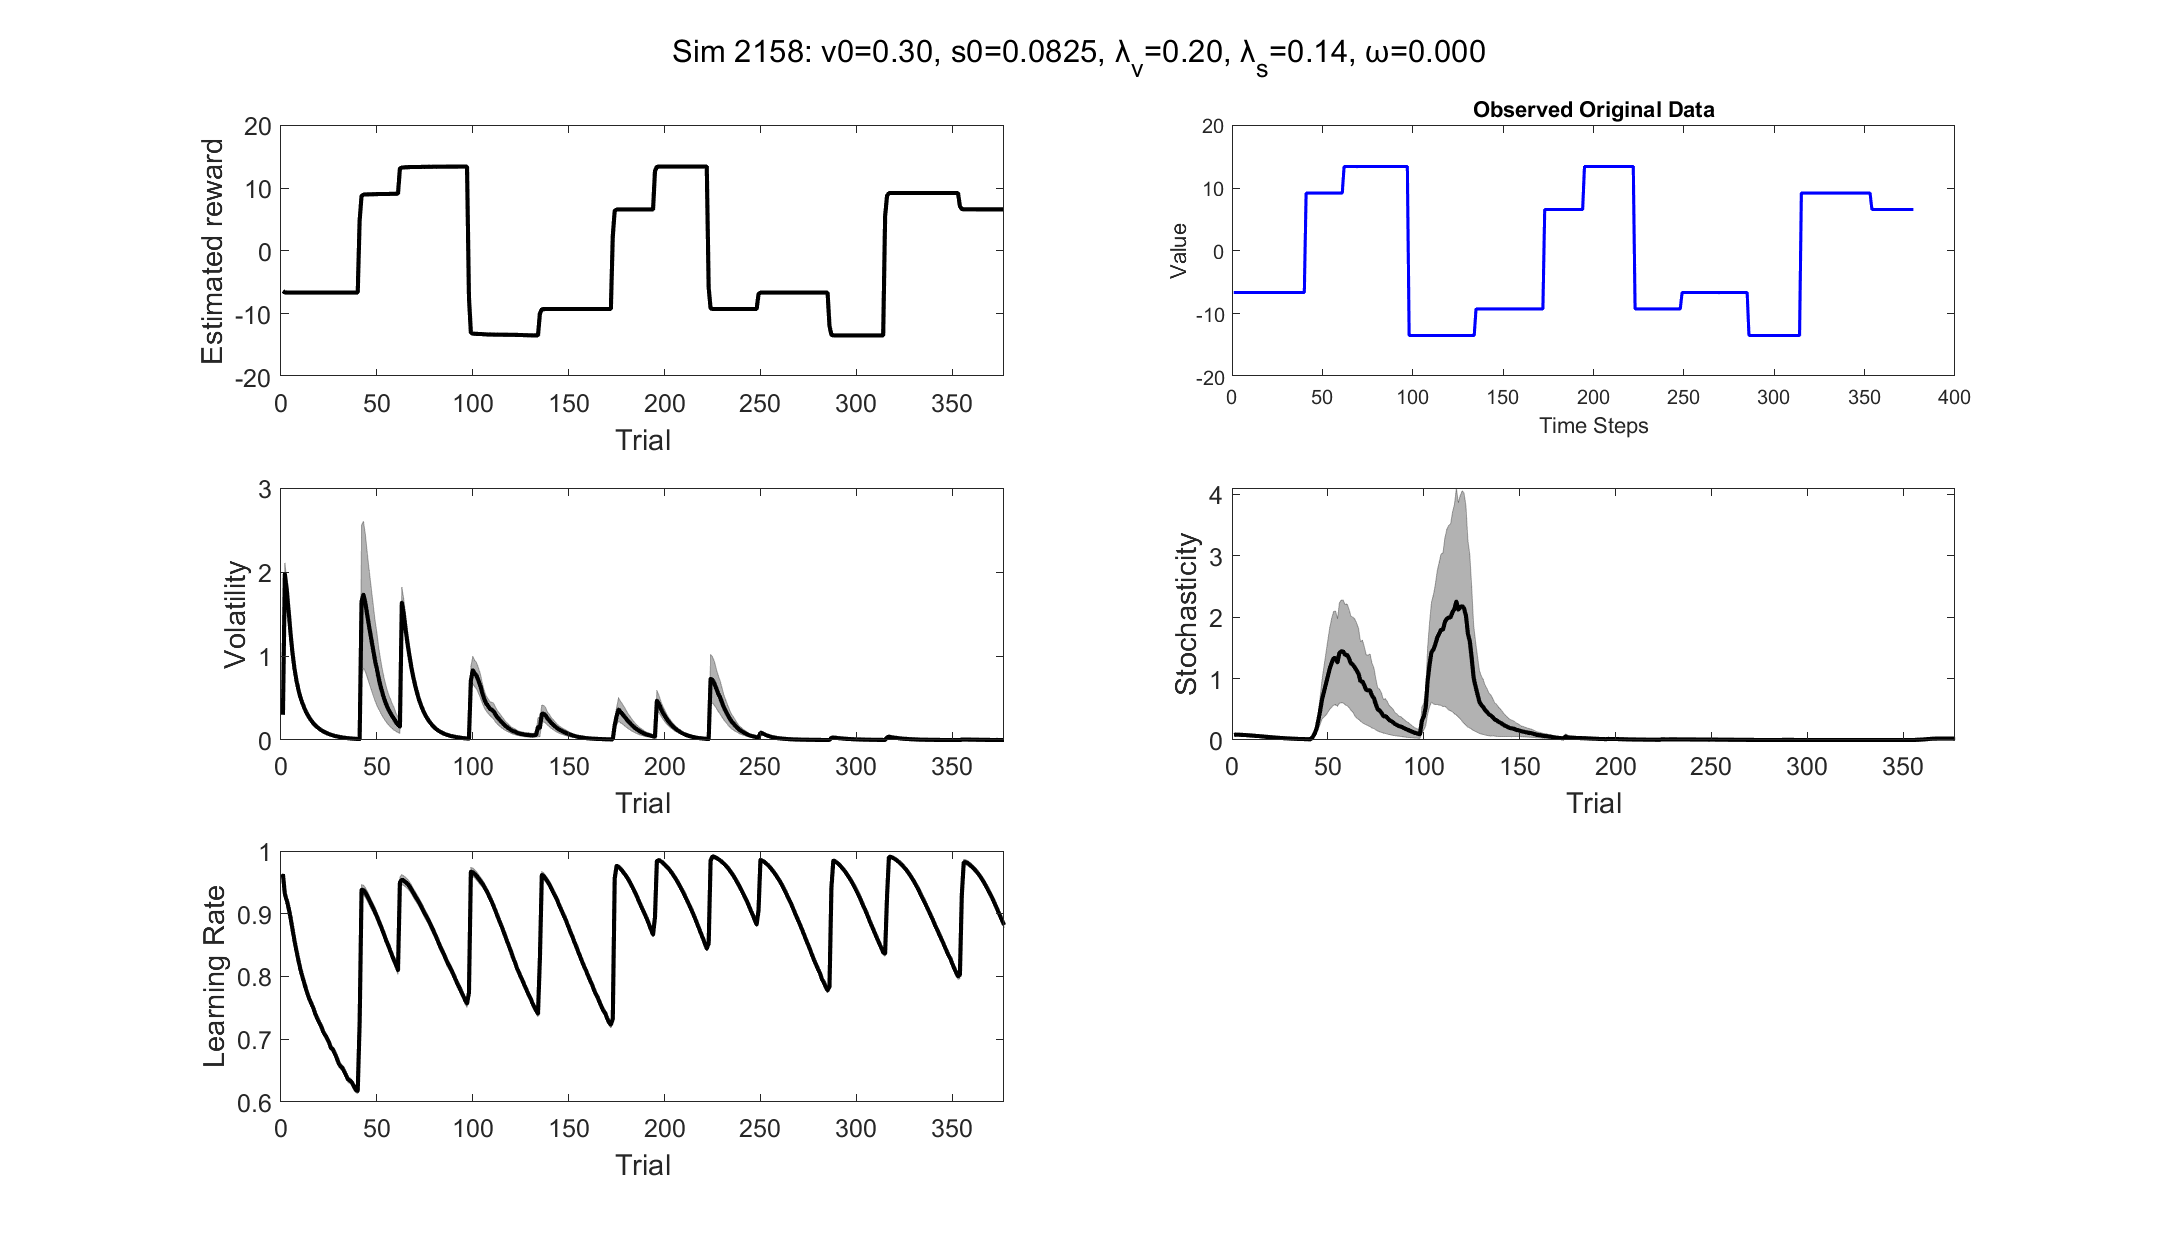 Sim 2158: v0=0.30, s0=0.0825, λ_v=0.20, λ_s=0.14, ω=0.000
Estimated reward
20
10
0
-10
-20
0 50 100 150 200 250 300 350
Trial
Observed Original Data
Value
20
10
0
-10
-20
0 50 100 150 200 250 300 350 400
Time Steps
Volatility
3
2
1
0
0 50 100 150 200 250 300 350
Trial
Stochasticity
4
3
2
1
0
0 50 100 150 200 250 300 350
Trial
Learning Rate
1
0.9
0.8
0.7
0.6
0 50 100 150 200 250 300 350
Trial